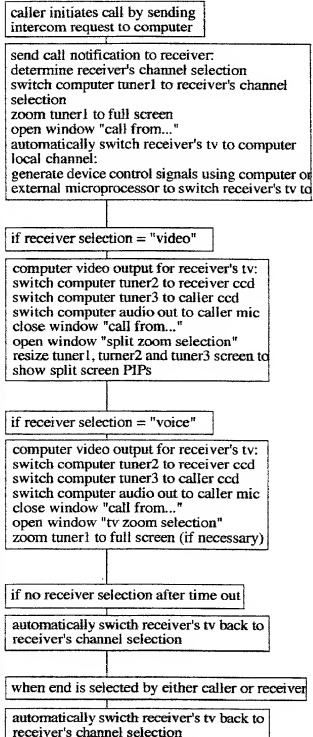 caller initiates call by sending
intercom request to computer
send call notification to receiver:
determine receiver's channel selection
switch computer tuner1 to receiver's channel
selection
zoom tuner1 to full screen
open window "call from..."
automatically switch receiver's tv to computer
local channel:
generate device control signals using computer or
external microprocessor to switch receiver's tv to
if receiver selection = "video"
computer video output for receiver's tv:
switch computer tuner2 to receiver ccd
switch computer tuner3 to caller ccd
switch computer audio out to caller mic
close window "call from..."
open window "split zoom selection"
resize tuner1, turner2 and tuner3 screen to
show split screen PIPs
if receiver selection = "voice"
computer video output for receiver's tv:
switch computer tuner2 to receiver ccd
switch computer tuner3 to caller ccd
switch computer audio out to caller mic
close window "call from..."
open window "tv zoom selection"
zoom tuner1 to full screen (if necessary)
if no receiver selection after time out
automatically swicth receiver's tv back to
receiver's channel selection
when end is selected by either caller or receiver
automatically swicth receiver's tv back to
receiver's channel selection